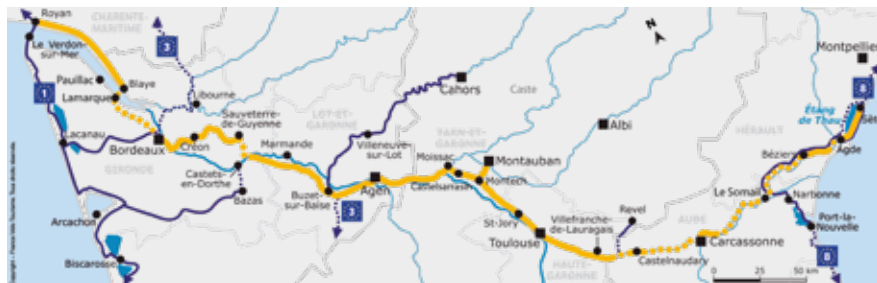 Royan
CHARENTE-
MARITIME
3
Le Verdon-
sur-Mer
Pauillac
Blaye
Lamarque
1
Libourne
Lacanau
Sauveterre-
de-Guyenne
Bordeaux
Créon
GIRONDE
Castets-
en-Dorthe
Marmande
LOT-ET-
GARONNE
Bazas
Arcachon
Biscarrosse
Buzet-
sur-Baïse
3
Agen
Villeneuve-
sur-Lot
Cahors
Caste
N
Albi
TARN-ET-
GARONNE
Moissac
Montauban
Castelsarrasin
Montech
St-Jory
Toulouse
Villefranche-
de-Lauragais
Revel
HAUTE-
GARONNE
Castelnaudary
AUDE
Carcassonne
HÉRAULT
Montpellier
8
Étang
de Thau
Sè
Agde
Béziers
Le Somail
Narbonne
Port-la-
Nouvelle
8
0 25 50 km